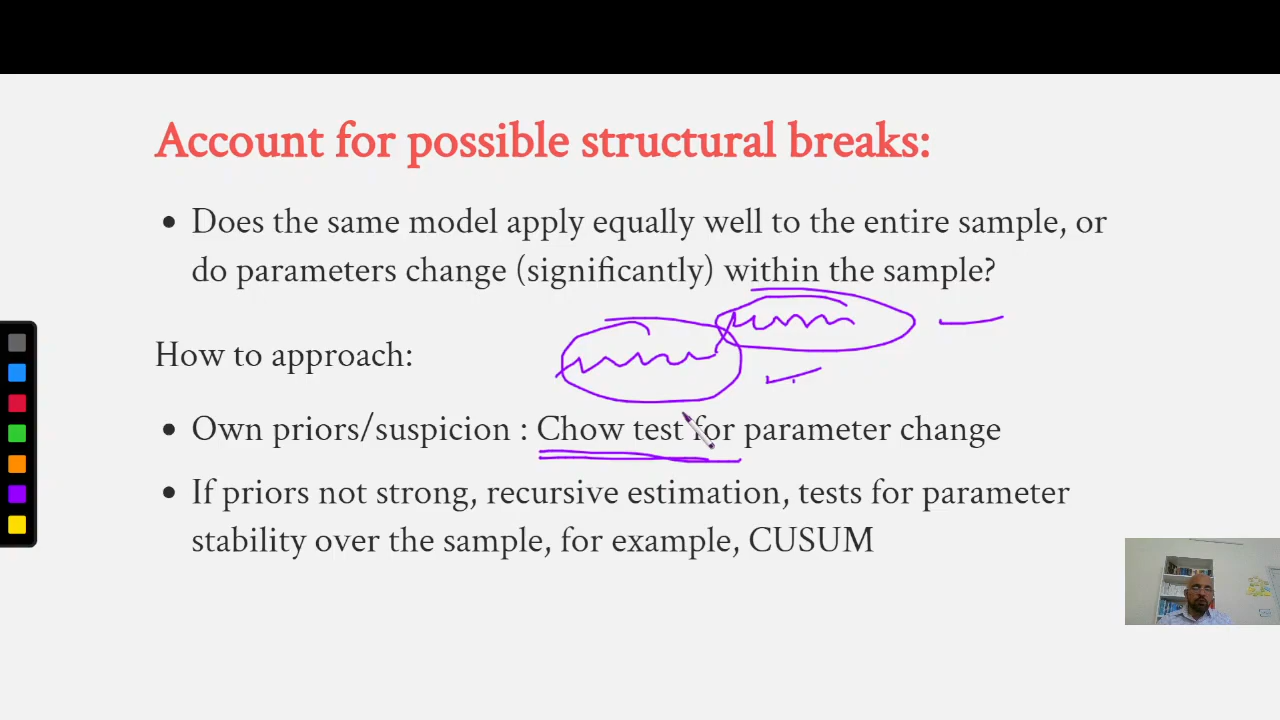 Account for possible structural breaks:
• Does the same model apply equally well to the entire sample, or
do parameters change (significantly) within the sample?
How to approach:
• Own priors/suspicion : Chow test for parameter change
• If priors not strong, recursive estimation, tests for parameter
stability over the sample, for example, CUSUM